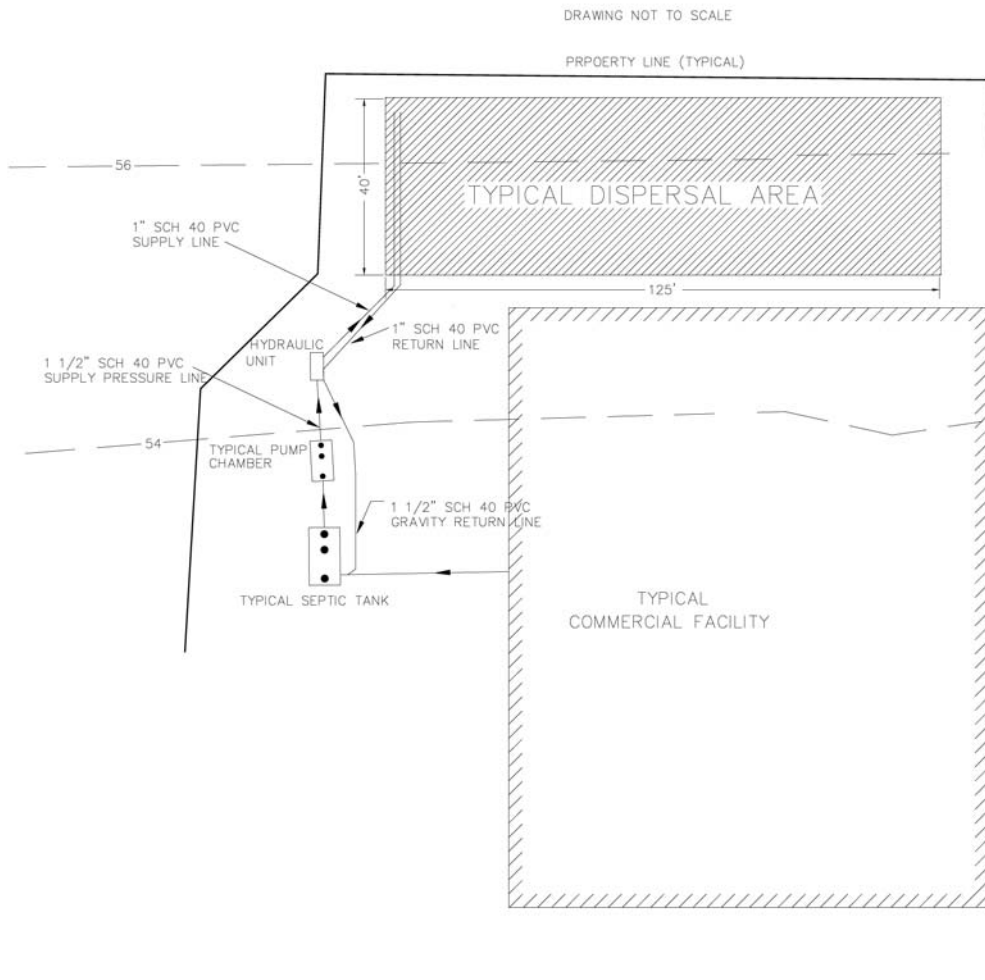 DRAWING NOT TO SCALE
PRPOERTY LINE (TYPICAL)
56
40'
TYPICAL DISPERSAL AREA
1" SCH 40 PVC
SUPPLY LINE
125'
1" SCH 40 PVC
RETURN LINE
HYDRAULIC
UNIT
1 1/2" SCH 40 PVC
SUPPLY PRESSURE LINE
54
TYPICAL PUMP
CHAMBER
1 1/2" SCH 40 PVC
GRAVITY RETURN LINE
TYPICAL SEPTIC TANK
TYPICAL
COMMERCIAL FACILITY